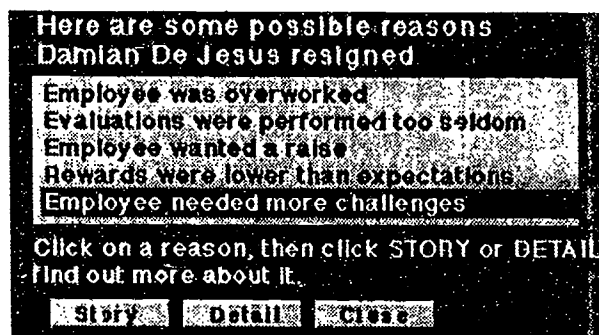 Here are some possible reasons
Damian De Jesus resigned
Employee was overworked
Evaluations were performed too seldom
Employee wanted a raise
Rewards were lower than expectations
Employee needed more challenges
Click on a reason, then click STORY or DETAIL
find out more about it.
Story
Detail
Close